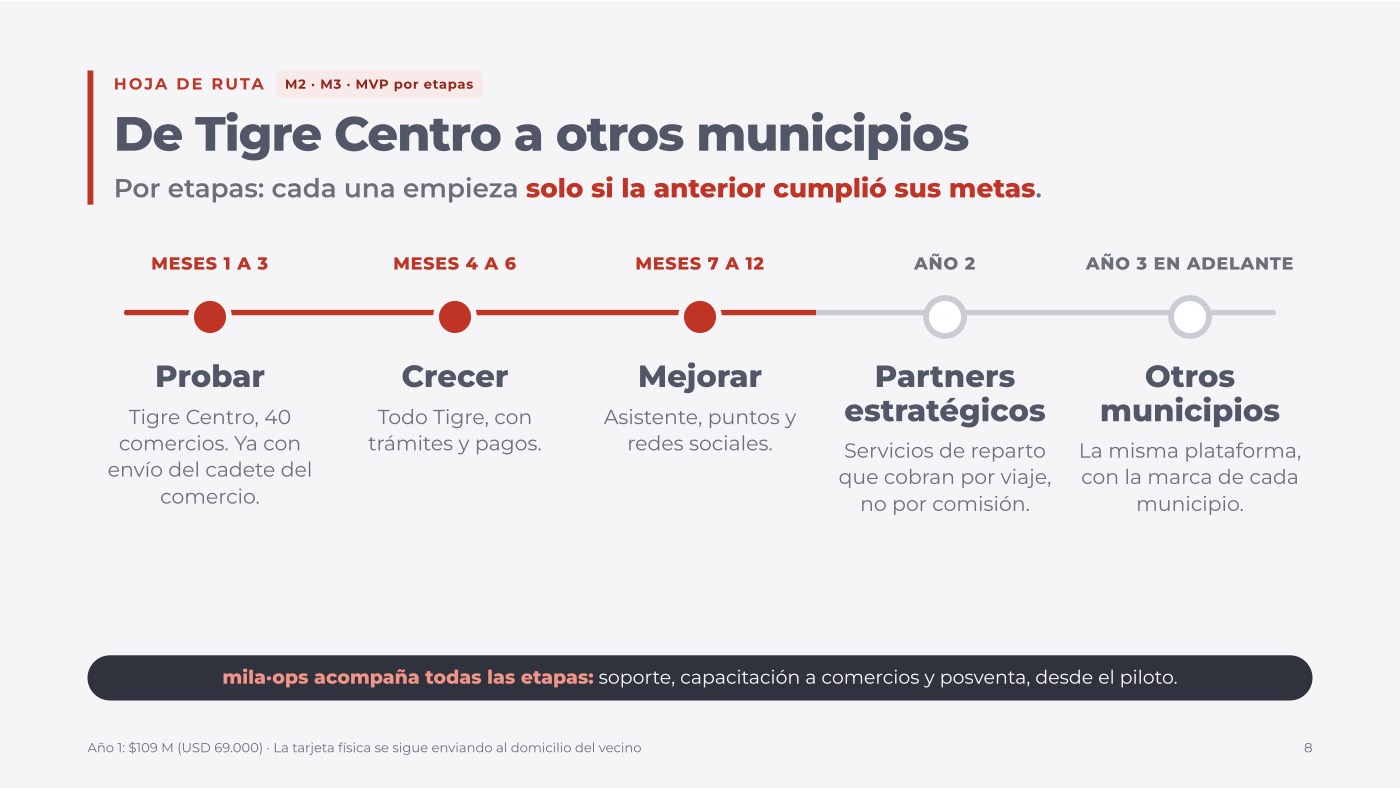 HOJA DE RUTA M2 · M3 · MVP por etapas
De Tigre Centro a otros municipios
Por etapas: cada una empieza solo si la anterior cumplió sus metas.
MESES 1 A 3
MESES 4 A 6
MESES 7 A 12
AÑO 2
AÑO 3 EN ADELANTE
Probar
Tigre Centro, 40
comercios. Ya con
envío del cadete del
comercio.
Crecer
Todo Tigre, con
trámites y pagos.
Mejorar
Asistente, puntos y
redes sociales.
Partners
estratégicos
Servicios de reparto
que cobran por viaje,
no por comisión.
Otros
municipios
La misma plataforma,
con la marca de cada
municipio.
mila·ops acompaña todas las etapas: soporte, capacitación a comercios y posventa, desde el piloto.
Año 1: $109 M (USD 69.000) · La tarjeta física se sigue enviando al domicilio del vecino
8